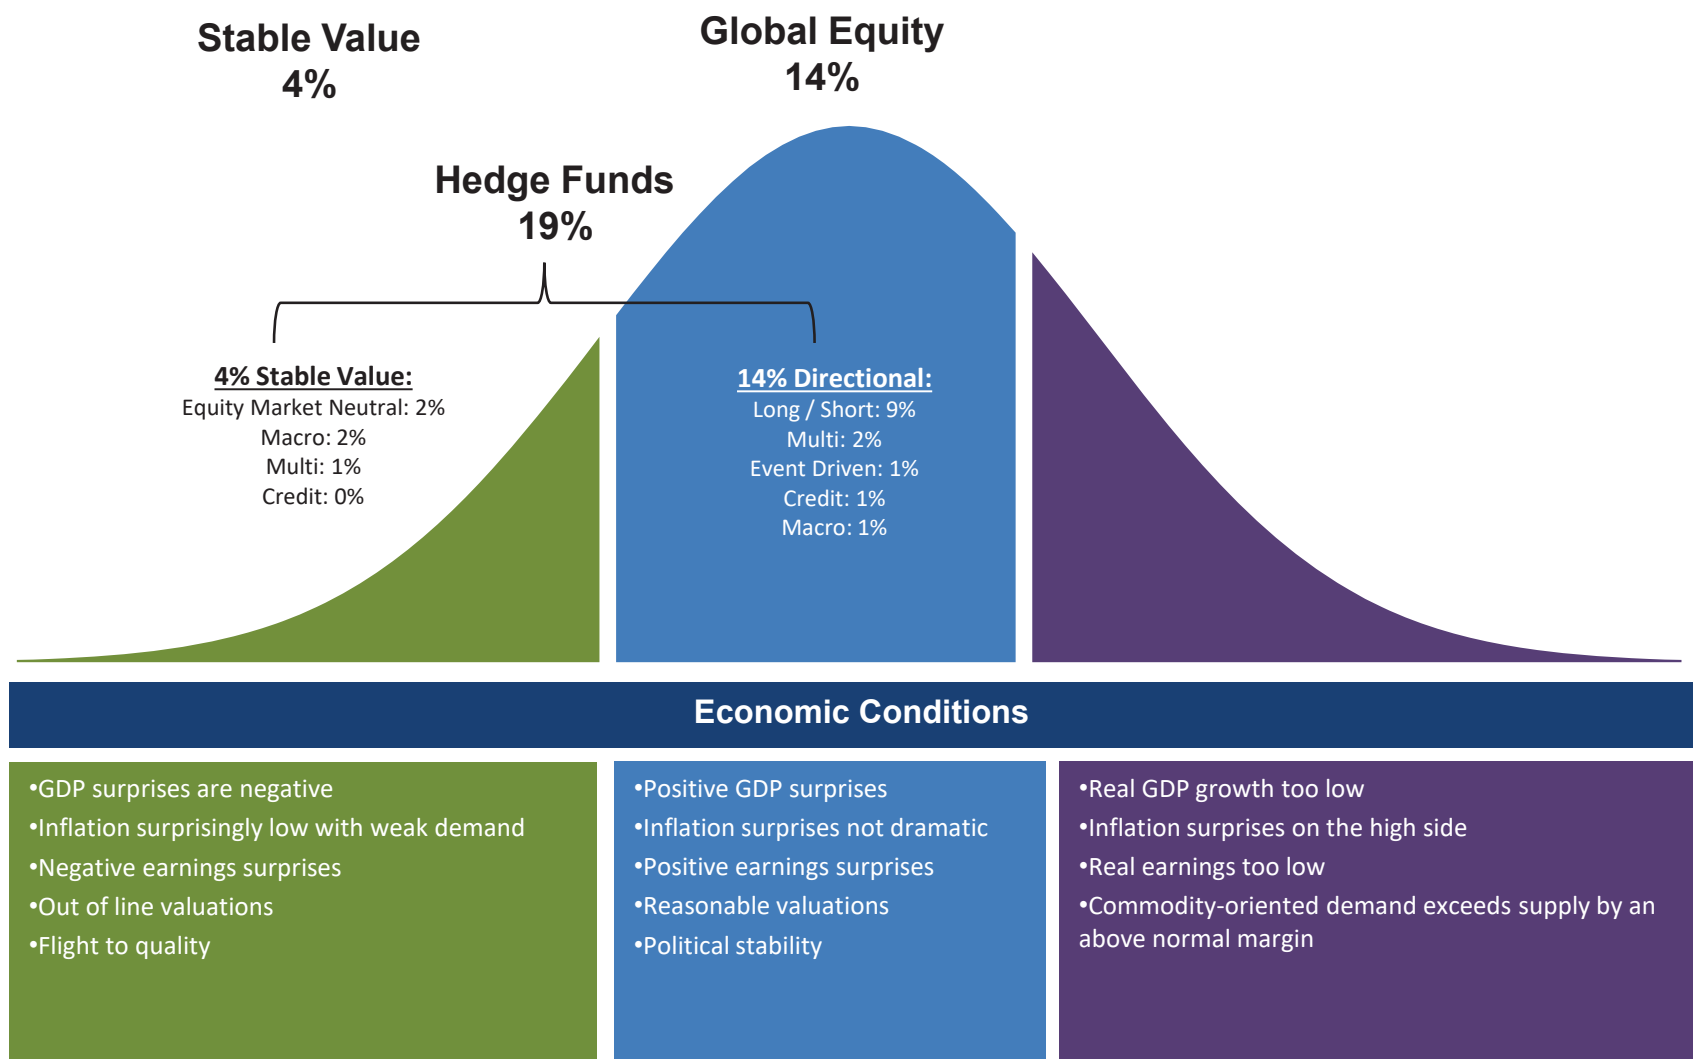 Stable Value
4%
Global Equity
14%
Hedge Funds
19%
4% Stable Value:
Equity Market Neutral: 2%
Macro: 2%
Multi: 1%
Credit: 0%
14% Directional:
Long / Short: 9%
Multi: 2%
Event Driven: 1%
Credit: 1%
Macro: 1%
Economic Conditions
•GDP surprises are negative
•Inflation surprisingly low with weak demand
•Negative earnings surprises
•Out of line valuations
•Flight to quality
•Positive GDP surprises
•Inflation surprises not dramatic
•Positive earnings surprises
•Reasonable valuations
•Political stability
•Real GDP growth too low
•Inflation surprises on the high side
•Real earnings too low
•Commodity-oriented demand exceeds supply by an
above normal margin